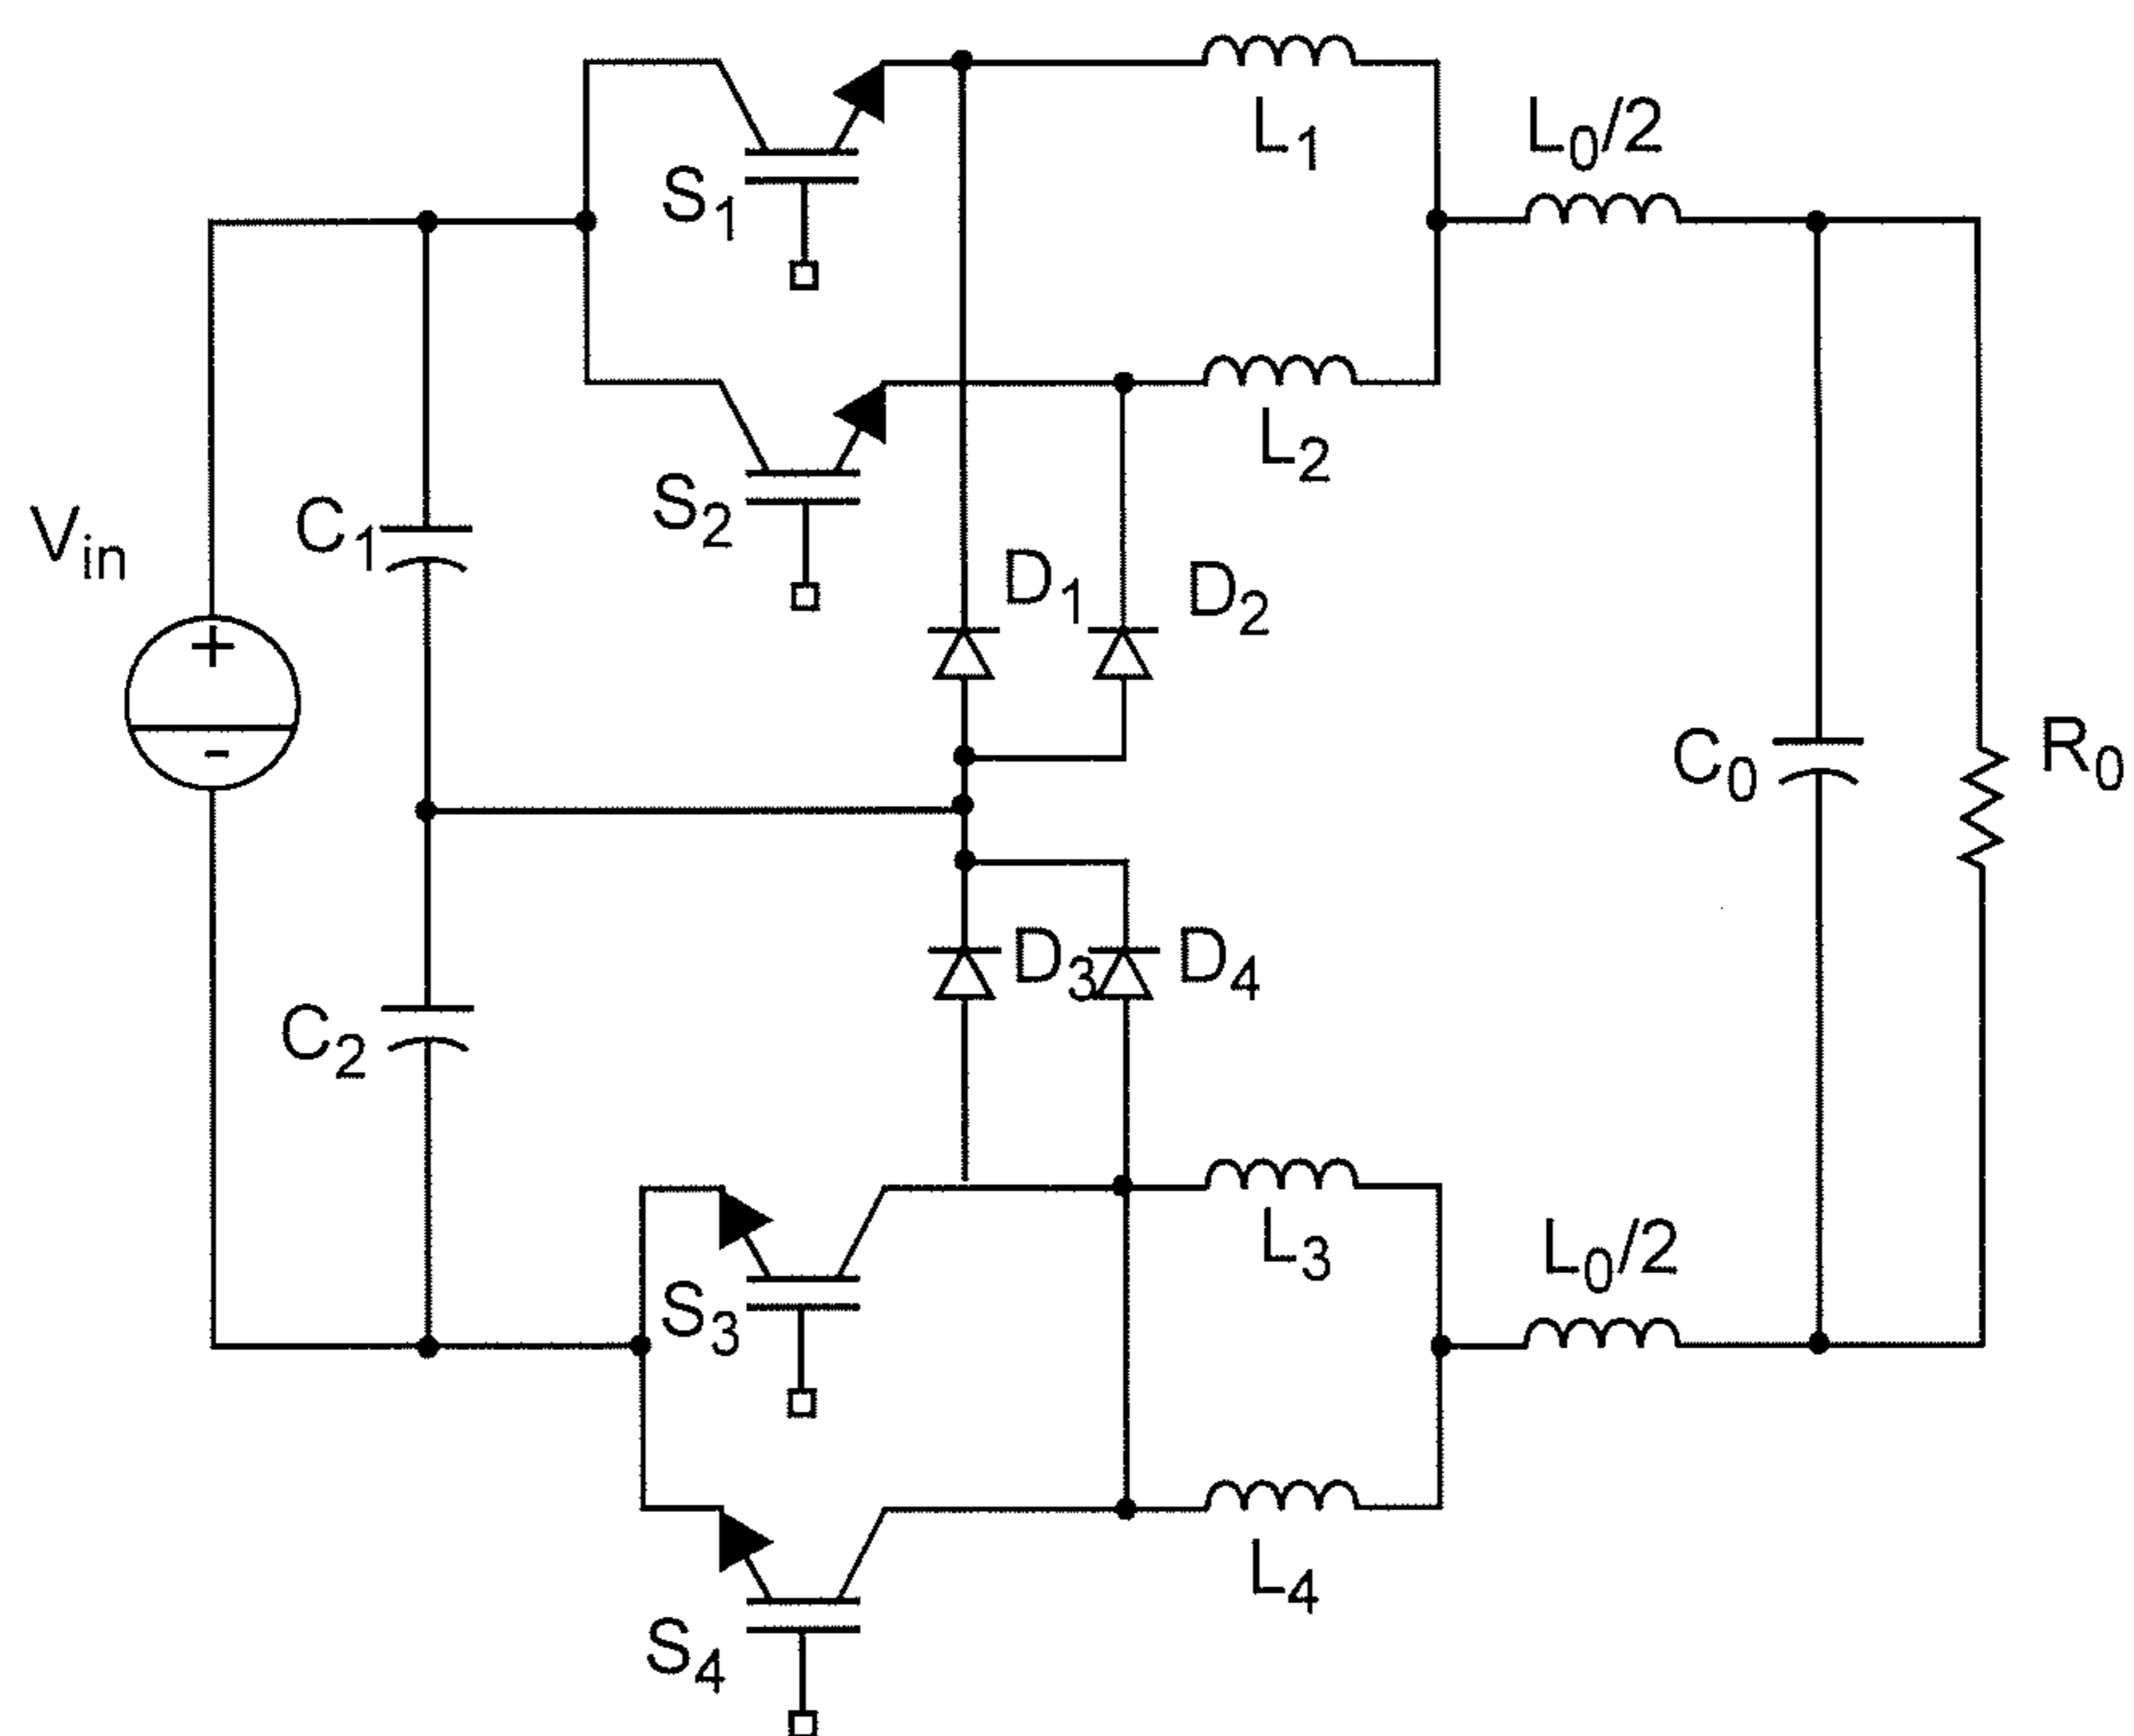 L₁
L₀/2
S₁
L₂
S₂
Vᵢₙ
C₁
D₁
D₂
+
-
C₀
R₀
D₃
D₄
C₂
L₃
L₀/2
S₃
L₄
S₄